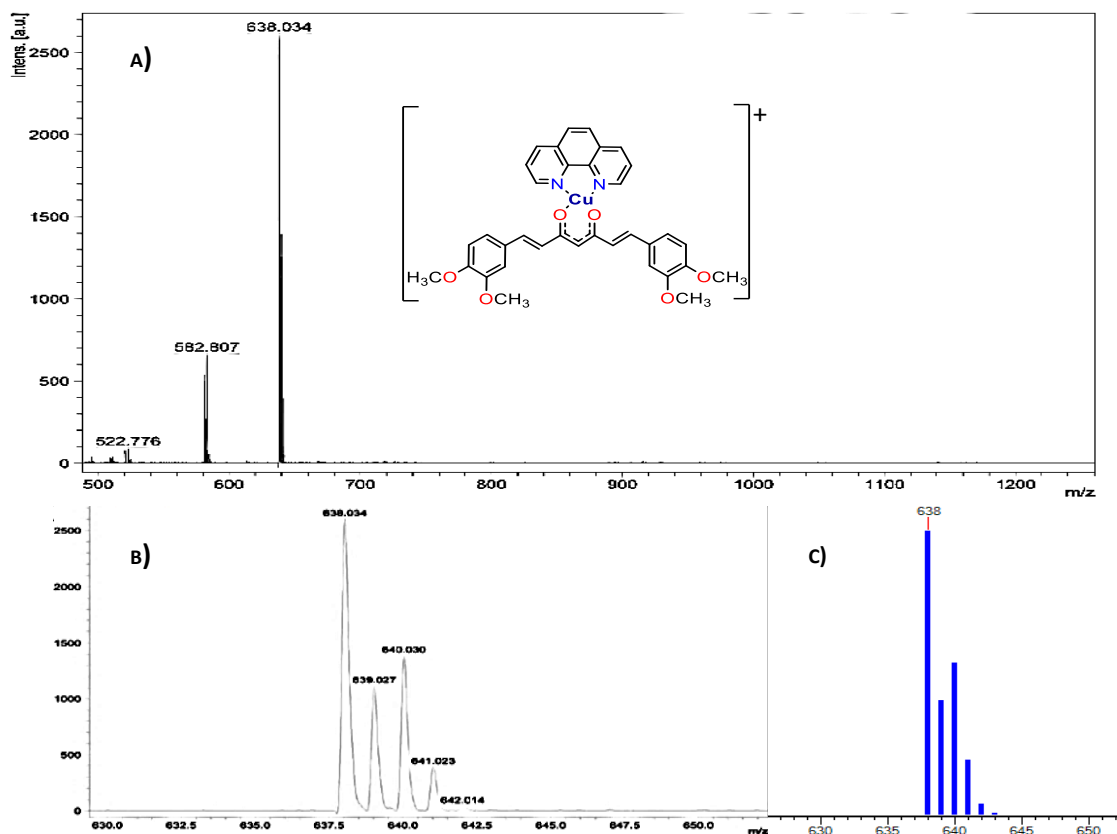 Intens. [a.u.]
2500
2000
1500
1000
500
0
A)
638.034
582.807
522.776
+
N N
Cu
O O
H₃CO
OCH₃
OCH₃
OCH₃
500 600 700 800 900 1000 1100 1200
m/z
B)
2500
2000
1500
1000
500
0
638.034
639.027
640.030
641.023
642.014
630.0 632.5 637.5 640.0 642.5 645.0 647.5 650.0
m/z
C)
638
630 635 640 645 650